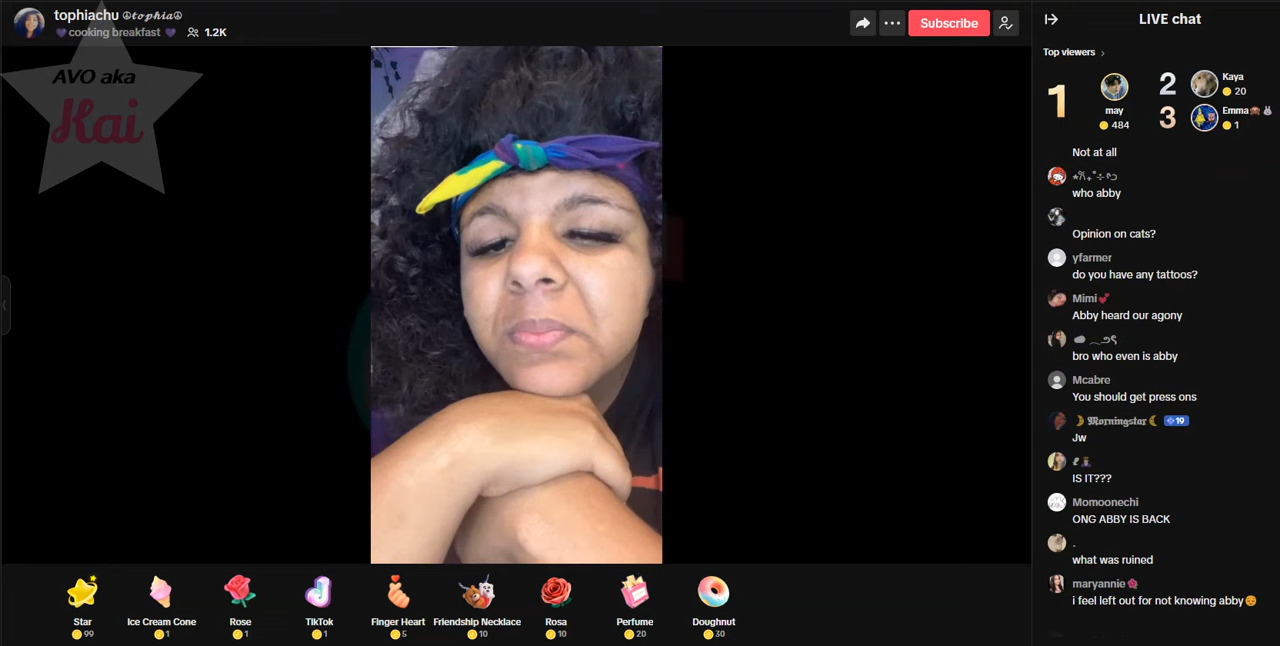 tophiachu ☮𝓽𝓸𝓹𝓱𝓲𝓪☮
💜cooking breakfast 💜 1.2K
Subscribe
AVO aka
Kai
LIVE chat
Top viewers ›
1
may
484
2
Kaya
20
3
Emma🙈🐰
1
Not at all
who abby
Opinion on cats?
yfarmer
do you have any tattoos?
Mimi💕
Abby heard our agony
bro who even is abby
Mcabre
You should get press ons
🌛 𝕸𝖔𝖗𝖓𝖎𝖓𝖌𝖘𝖙𝖆𝖗 🌜 19
Jw
IS IT???
Momoonechi
ONG ABBY IS BACK
.
what was ruined
maryannie🌺
i feel left out for not knowing abby😔
Star
99
Ice Cream Cone
1
Rose
1
TikTok
1
Finger Heart
5
Friendship Necklace
10
Rosa
10
Perfume
20
Doughnut
30